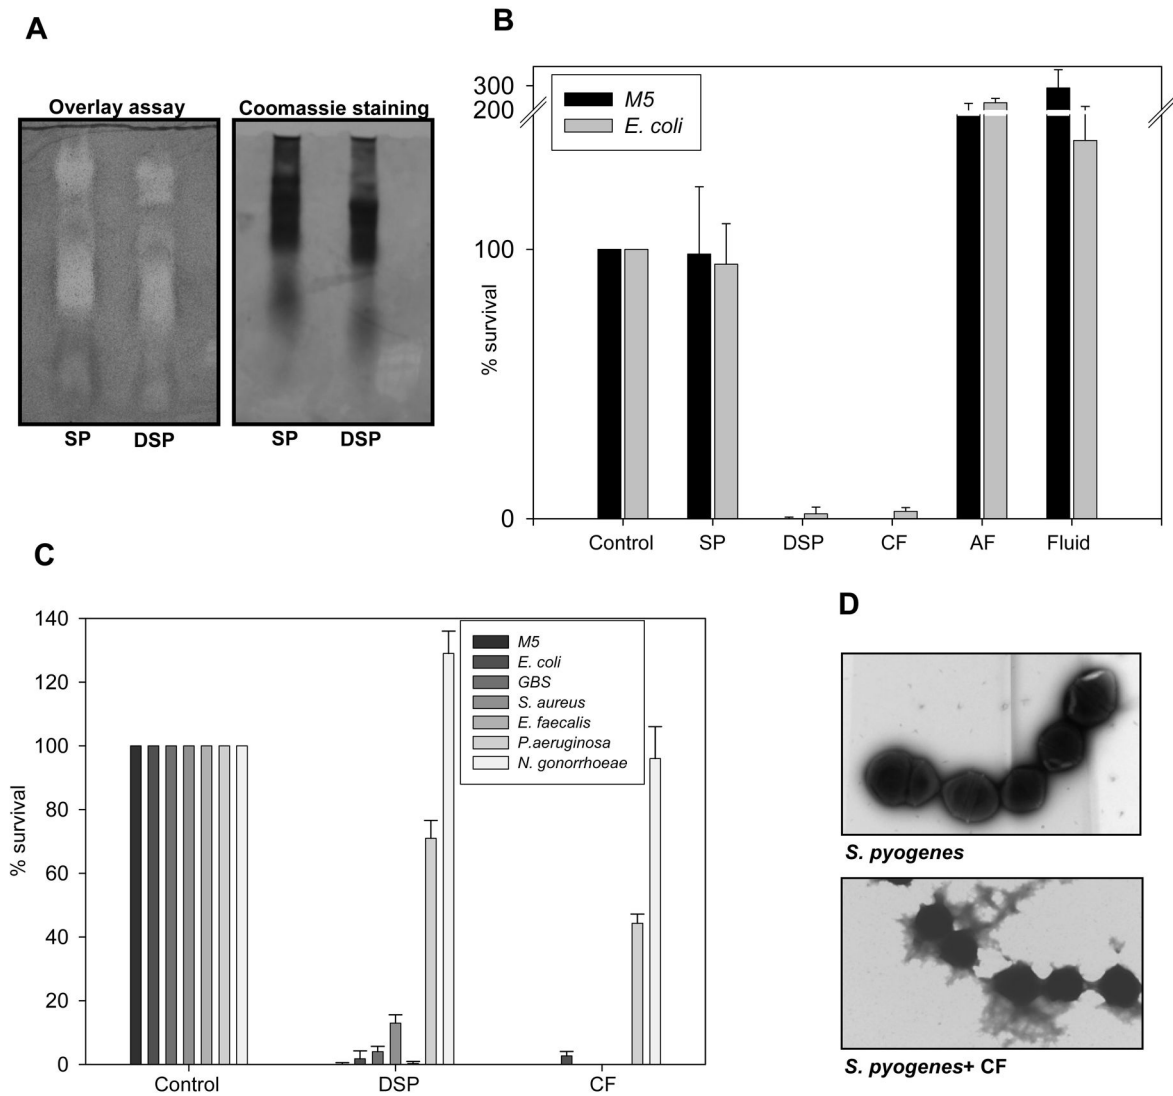 A
Overlay assay
Coomassie staining
SP
DSP
SP
DSP
B
300
200
100
0
% survival
M5
E. coli
Control
SP
DSP
CF
AF
Fluid
C
140
120
100
80
60
40
20
0
% survival
M5
E. coli
GBS
S. aureus
E. faecalis
P.aeruginosa
N. gonorrhoeae
Control
DSP
CF
D
S. pyogenes
S. pyogenes+ CF